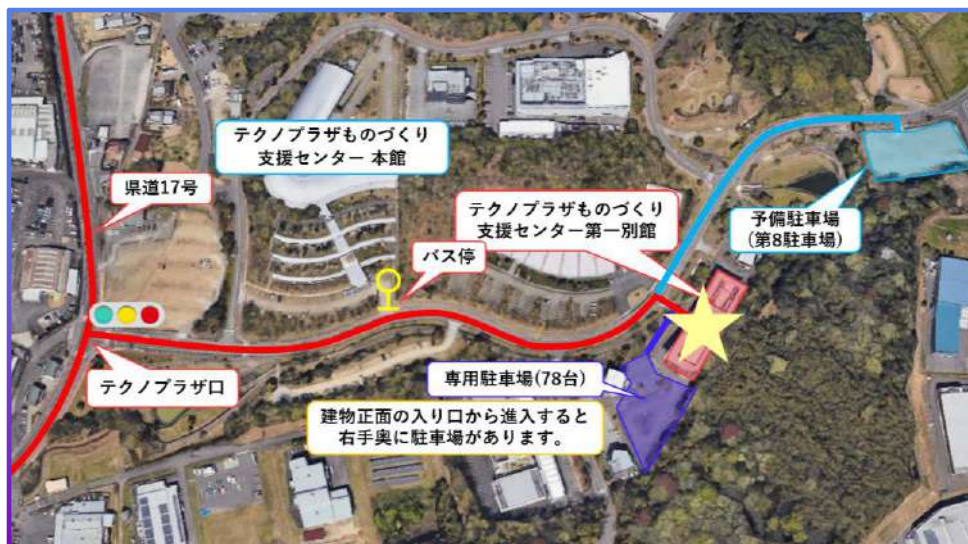 テクノプラザものづくり
支援センター 本館
県道17号
テクノプラザものづくり
支援センター第一別館
バス停
予備駐車場
(第8駐車場)
テクノプラザ口
専用駐車場(78台)
建物正面の入り口から進入すると
右手奥に駐車場があります。